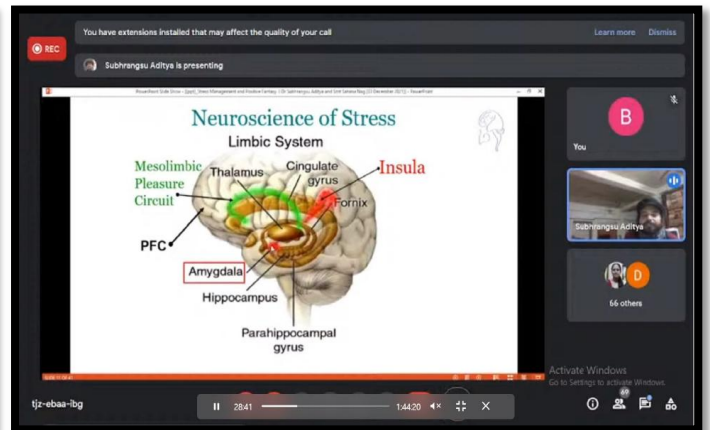 You have extensions installed that may affect the quality of your call
Learn more Dismiss
REC
Subhrangsu Aditya is presenting
Neuroscience of Stress
Limbic System
Mesolimbic
Pleasure
Circuit
Thalamus
Cingulate
gyrus
Insula
Fornix
PFC
Amygdala
Hippocampus
Parahippocampal
gyrus
B
You
Subhrangsu Aditya
D
66 others
Activate Windows
Go to Settings to activate Windows.
tjz-ebaa-ibg
28:41
1:44:20
69